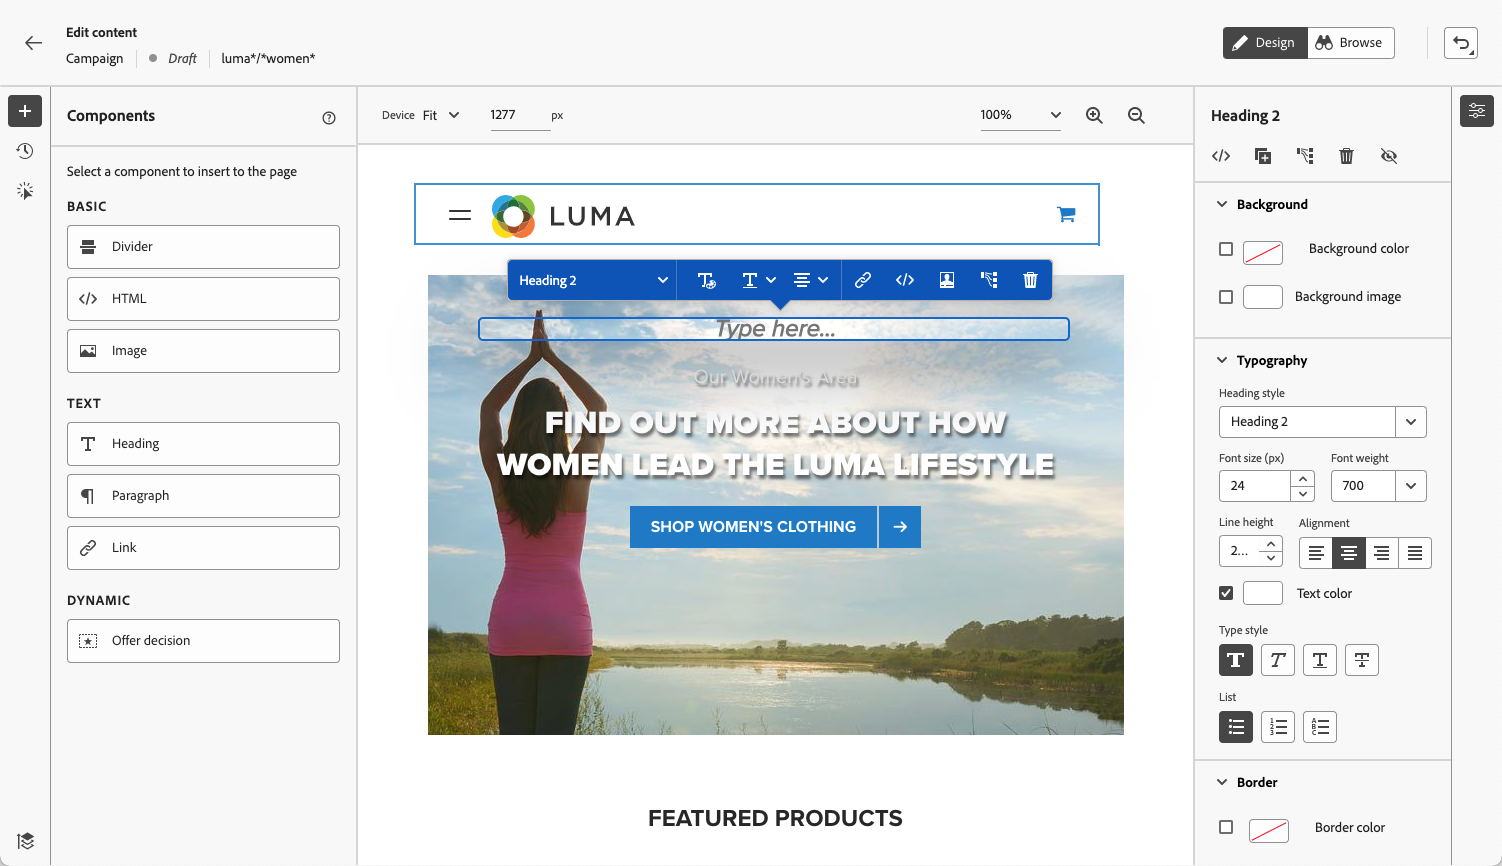 Edit content
Campaign Draft luma*/*women*
Design Browse
Components
Select a component to insert to the page
BASIC
Divider
HTML
Image
TEXT
Heading
Paragraph
Link
DYNAMIC
Offer decision
Device Fit 1277 px 100%
LUMA
Heading 2
Type here...
Our Women's Area
FIND OUT MORE ABOUT HOW
WOMEN LEAD THE LUMA LIFESTYLE
SHOP WOMEN'S CLOTHING
FEATURED PRODUCTS
Heading 2
Background
Background color
Background image
Typography
Heading style
Heading 2
Font size (px) Font weight
24 700
Line height Alignment
2...
Text color
Type style
List
Border
Border color